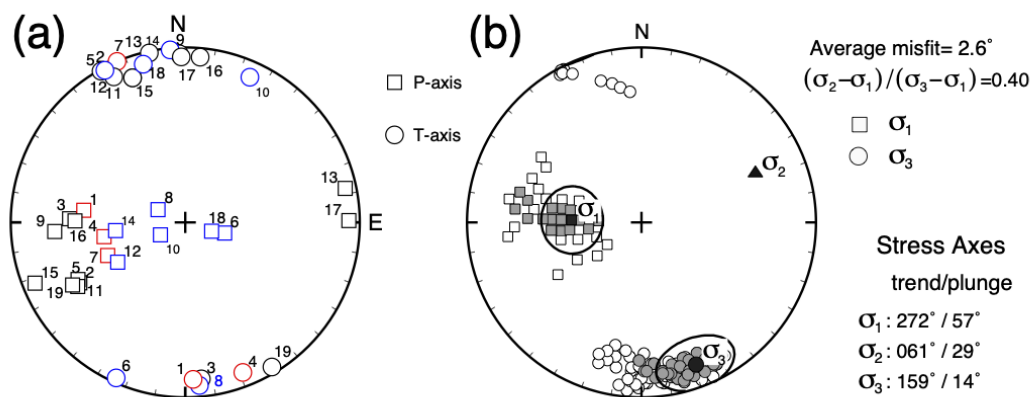 (a)
N
13 14 9
7
5 2
18 17 16
12 11 15
10
P-axis
T-axis
13
17 E
1
3
9
16
4
14
8
10
18 6
7
12
15
5 2
19 11
6
1 3
8
4
19
(b)
N
Average misfit= 2.6°
(σ2−σ1)/(σ3−σ1)=0.40
σ1
σ3
σ2
σ1
σ3
Stress Axes
trend/plunge
σ1 : 272° / 57°
σ2 : 061° / 29°
σ3 : 159° / 14°